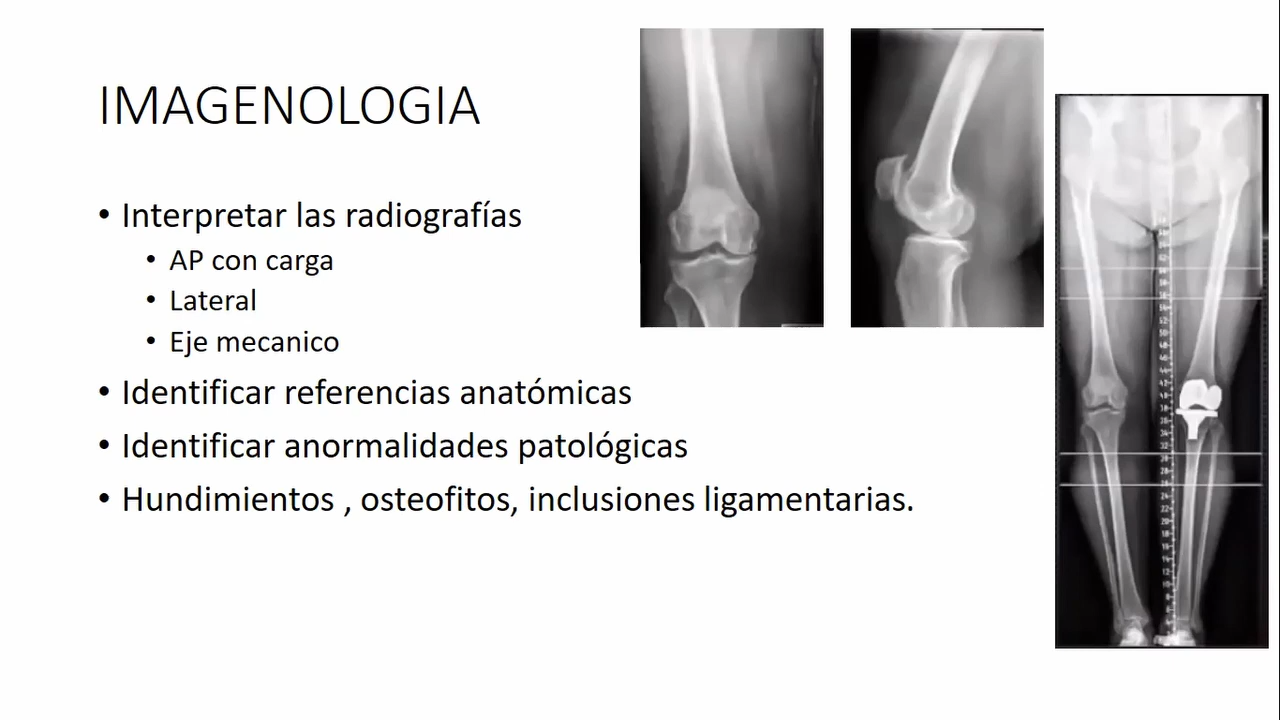 IMAGENOLOGIA
• Interpretar las radiografías
• AP con carga
• Lateral
• Eje mecanico
• Identificar referencias anatómicas
• Identificar anormalidades patológicas
• Hundimientos , osteofitos, inclusiones ligamentarias.